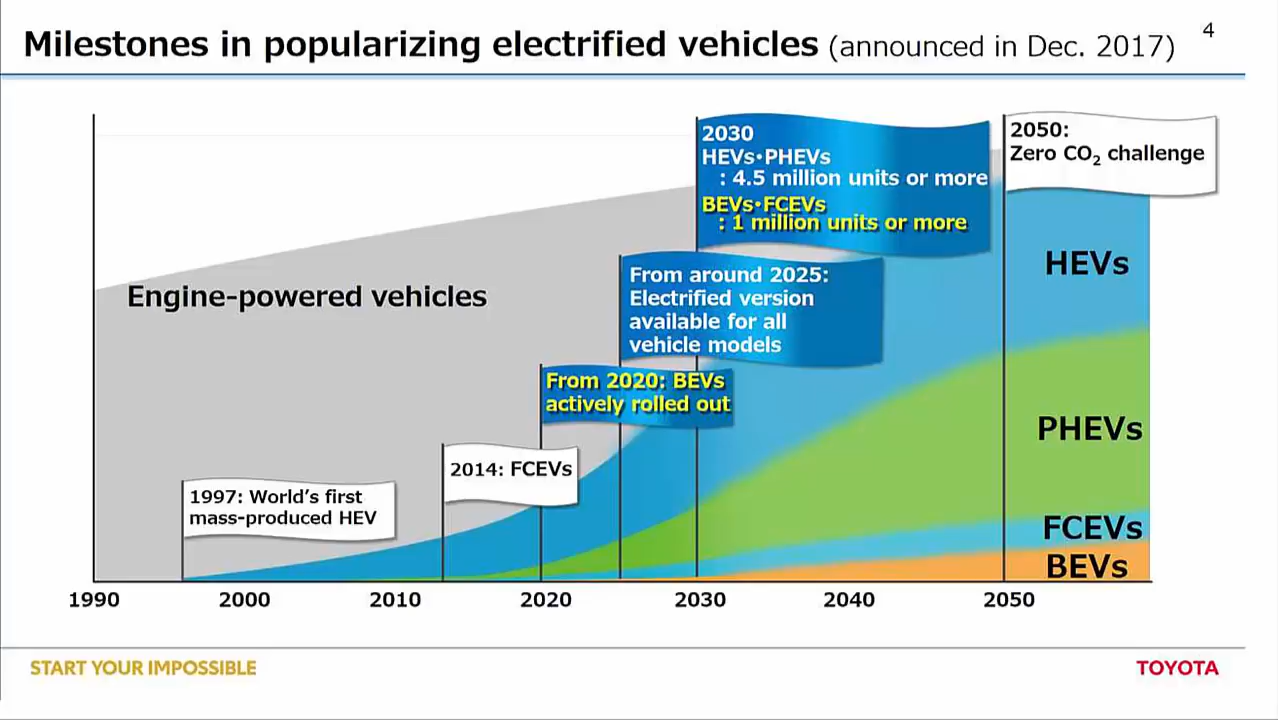 Milestones in popularizing electrified vehicles (announced in Dec. 2017)
4
2030
HEVs・PHEVs
: 4.5 million units or more
BEVs・FCEVs
: 1 million units or more
2050:
Zero CO₂ challenge
From around 2025:
Electrified version
available for all
vehicle models
From 2020: BEVs
actively rolled out
2014: FCEVs
1997: World’s first
mass-produced HEV
Engine-powered vehicles
HEVs
PHEVs
FCEVs
BEVs
1990 2000 2010 2020 2030 2040 2050
START YOUR IMPOSSIBLE
TOYOTA